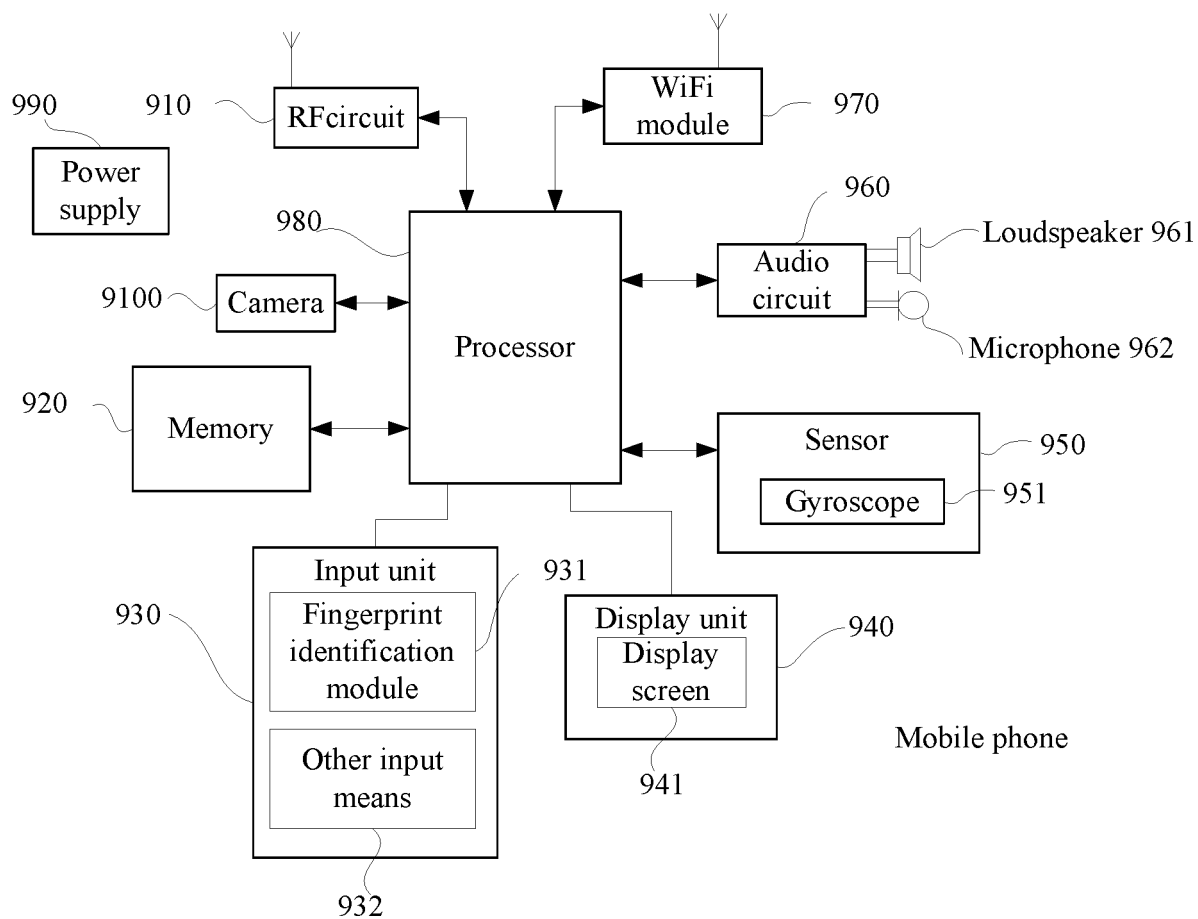 990
Power
supply
910
RFcircuit
WiFi
module
970
980
Processor
960
Audio
circuit
Loudspeaker 961
Microphone 962
9100
Camera
920
Memory
Sensor
950
Gyroscope
951
Input unit
930
Fingerprint
identification
module
931
Other input
means
932
Display unit
940
Display
screen
941
Mobile phone